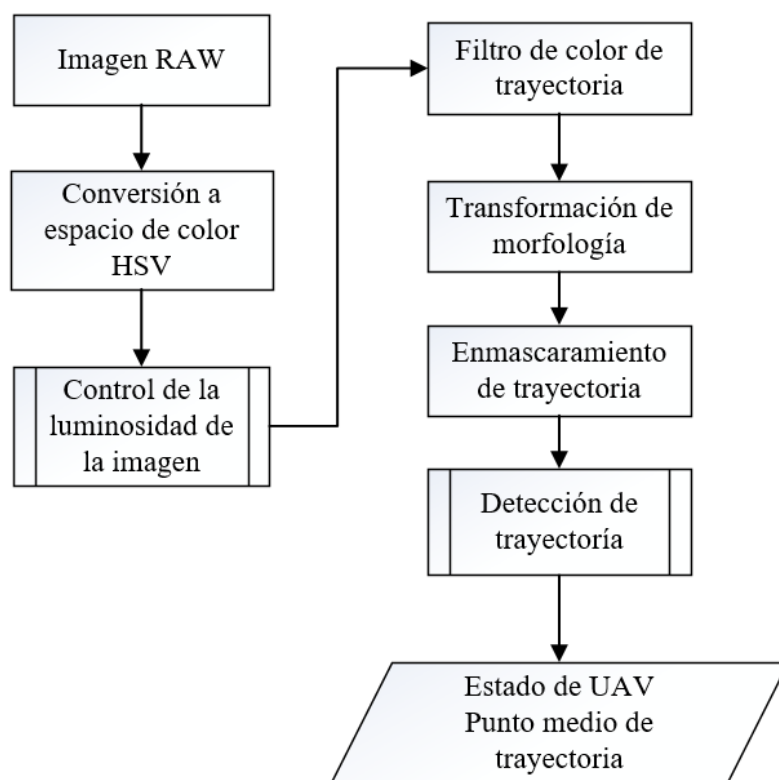 Imagen RAW
Conversión a
espacio de color
HSV
Control de la
luminosidad de
la imagen
Filtro de color de
trayectoria
Transformación de
morfología
Enmascaramiento
de trayectoria
Detección de
trayectoría
Estado de UAV
Punto medio de
trayectoria